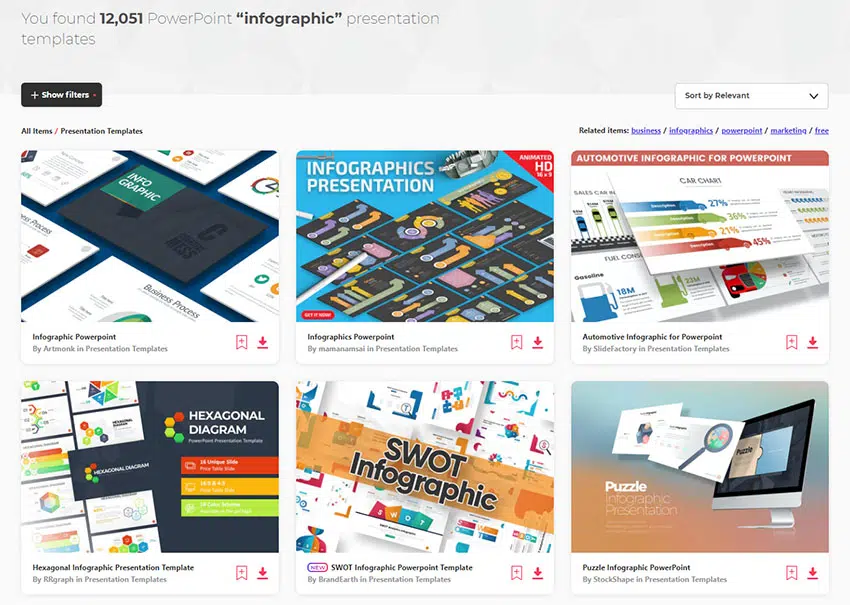 You found 12,051 PowerPoint “infographic” presentation
templates
+ Show filters
Sort by Relevant
All Items / Presentation Templates
Related items: business / infographics / powerpoint / marketing / free
INFO
GRAPHIC
Business Process
INFOGRAPHICS
PRESENTATION
ANIMATED
HD
16 x 9
GET IT NOW!
AUTOMOTIVE INFOGRAPHIC FOR POWERPOINT
CAR CHART
SALES CAR IN
Description
27%
Description
36%
Description
21%
Description
45%
FUEL CONS
Gasoline
18M
23M
Infographic Powerpoint
By Artmonk in Presentation Templates
Infographics Powerpoint
By mamanamsai in Presentation Templates
Automotive Infographic for Powerpoint
By SlideFactory in Presentation Templates
HEXAGONAL
DIAGRAM
PowerPoint Presentation Template
HEXAGONAL DIAGRAM
16 Unique Slide
Price Table Slide
16:9 & 4:3
SWOT
Infographic
SWOT
Puzzle
Infographic
Presentation
Puzzle
Hexagonal Infographic Presentation Template
By RRgraph in Presentation Templates
NEW SWOT Infographic Powerpoint Template
By BrandEarth in Presentation Templates
Puzzle Infographic PowerPoint
By StockShape in Presentation Templates